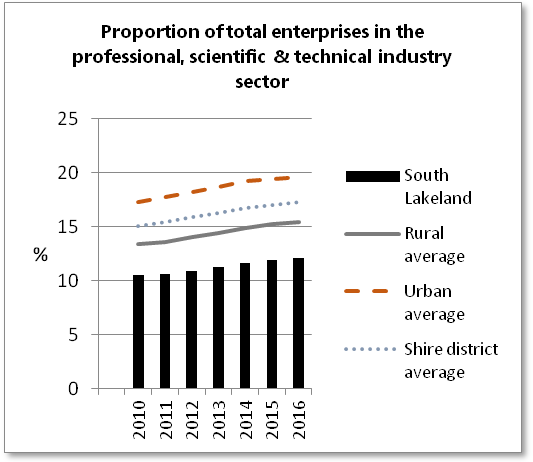 Proportion of total enterprises in the
professional, scientific & technical industry
sector
25
20
15
10
5
0
%
2010
2011
2012
2013
2014
2015
2016
South
Lakeland
Rural
average
Urban
average
Shire district
average